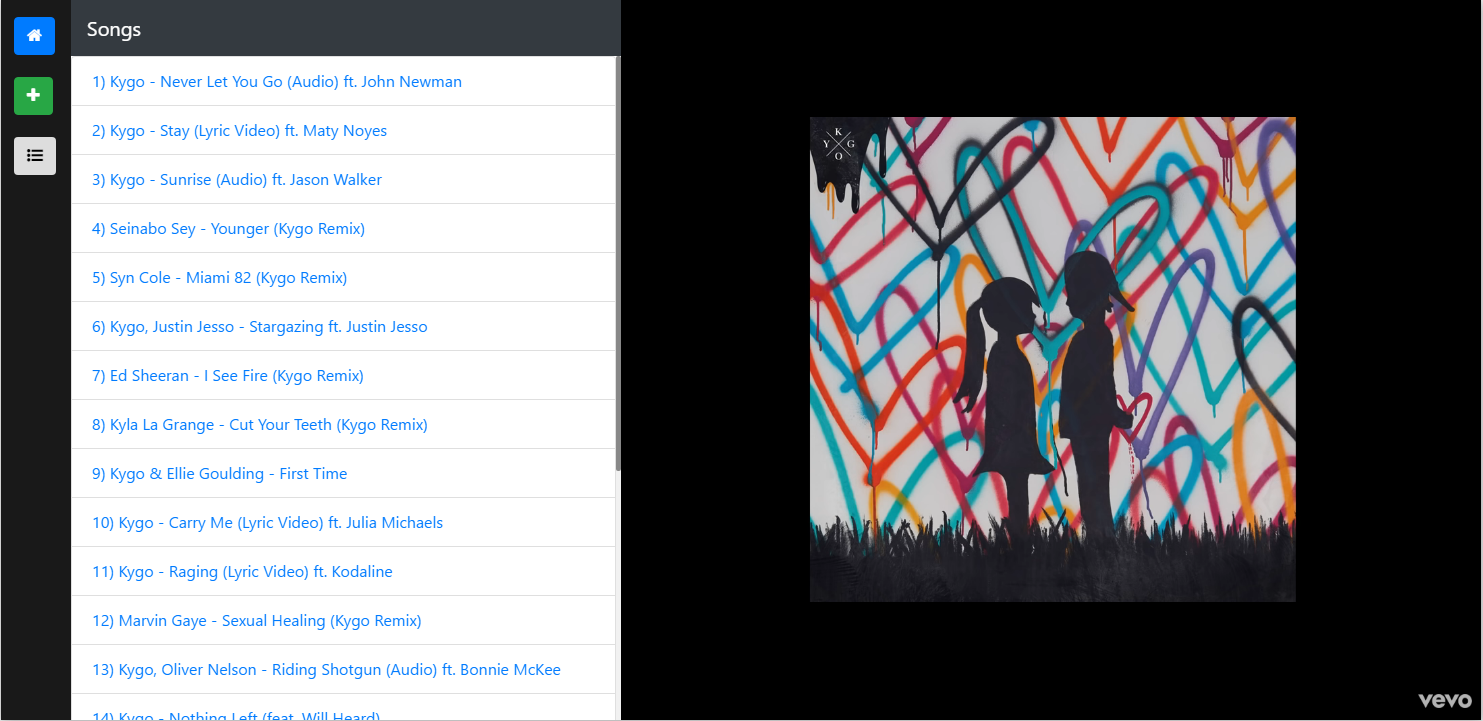 Songs
1) Kygo - Never Let You Go (Audio) ft. John Newman
2) Kygo - Stay (Lyric Video) ft. Maty Noyes
3) Kygo - Sunrise (Audio) ft. Jason Walker
4) Seinabo Sey - Younger (Kygo Remix)
5) Syn Cole - Miami 82 (Kygo Remix)
6) Kygo, Justin Jesso - Stargazing ft. Justin Jesso
7) Ed Sheeran - I See Fire (Kygo Remix)
8) Kyla La Grange - Cut Your Teeth (Kygo Remix)
9) Kygo & Ellie Goulding - First Time
10) Kygo - Carry Me (Lyric Video) ft. Julia Michaels
11) Kygo - Raging (Lyric Video) ft. Kodaline
12) Marvin Gaye - Sexual Healing (Kygo Remix)
13) Kygo, Oliver Nelson - Riding Shotgun (Audio) ft. Bonnie McKee
14) Kygo - Nothing Left (feat. Will Heard)
K
Y G
O
vevo